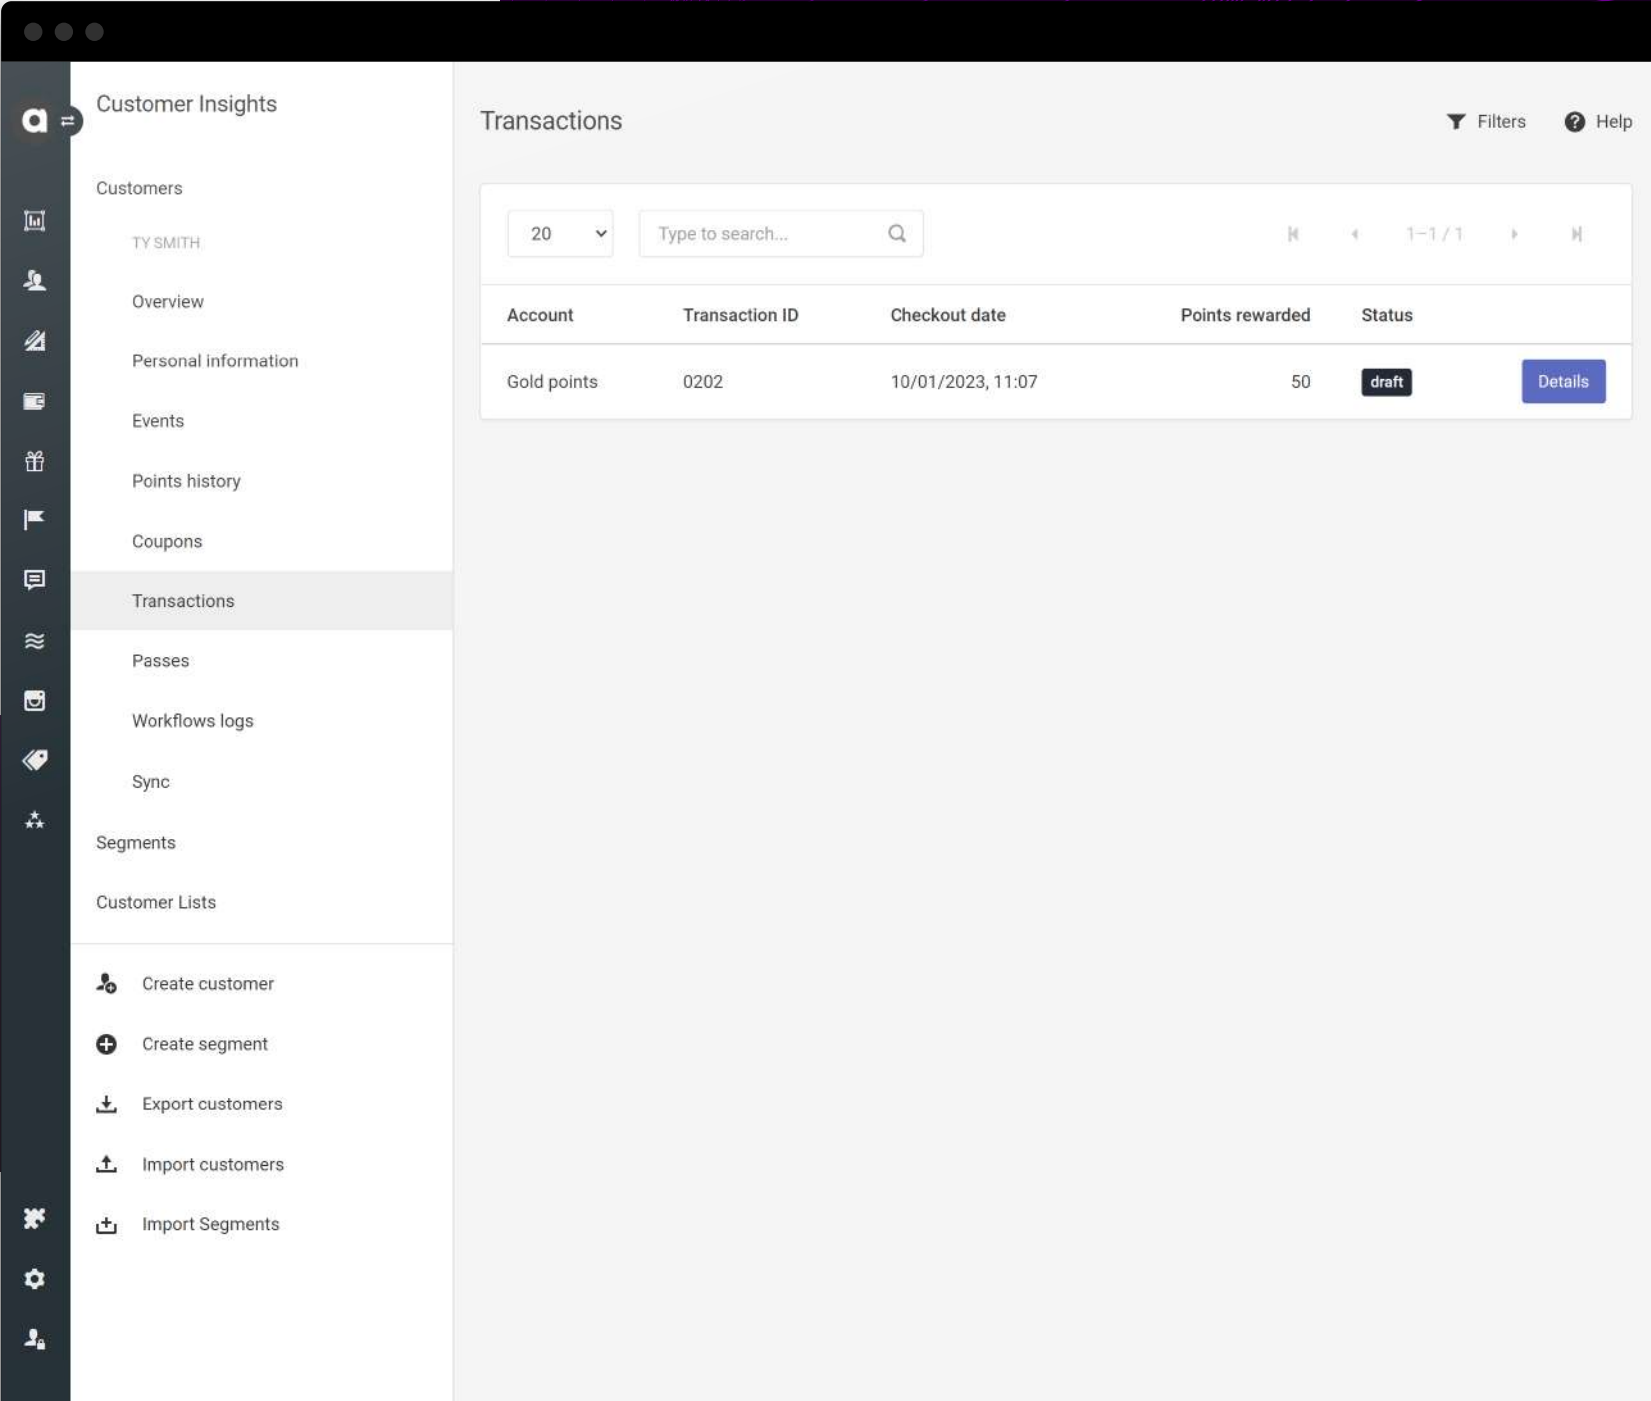 a
Customer Insights
Customers
TY SMITH
Overview
Personal information
Events
Points history
Coupons
Transactions
Passes
Workflows logs
Sync
Segments
Customer Lists
Create customer
Create segment
Export customers
Import customers
Import Segments
Transactions
Filters
Help
20
Type to search...
1–1 / 1
Account Transaction ID Checkout date Points rewarded Status
Gold points 0202 10/01/2023, 11:07 50 draft Details